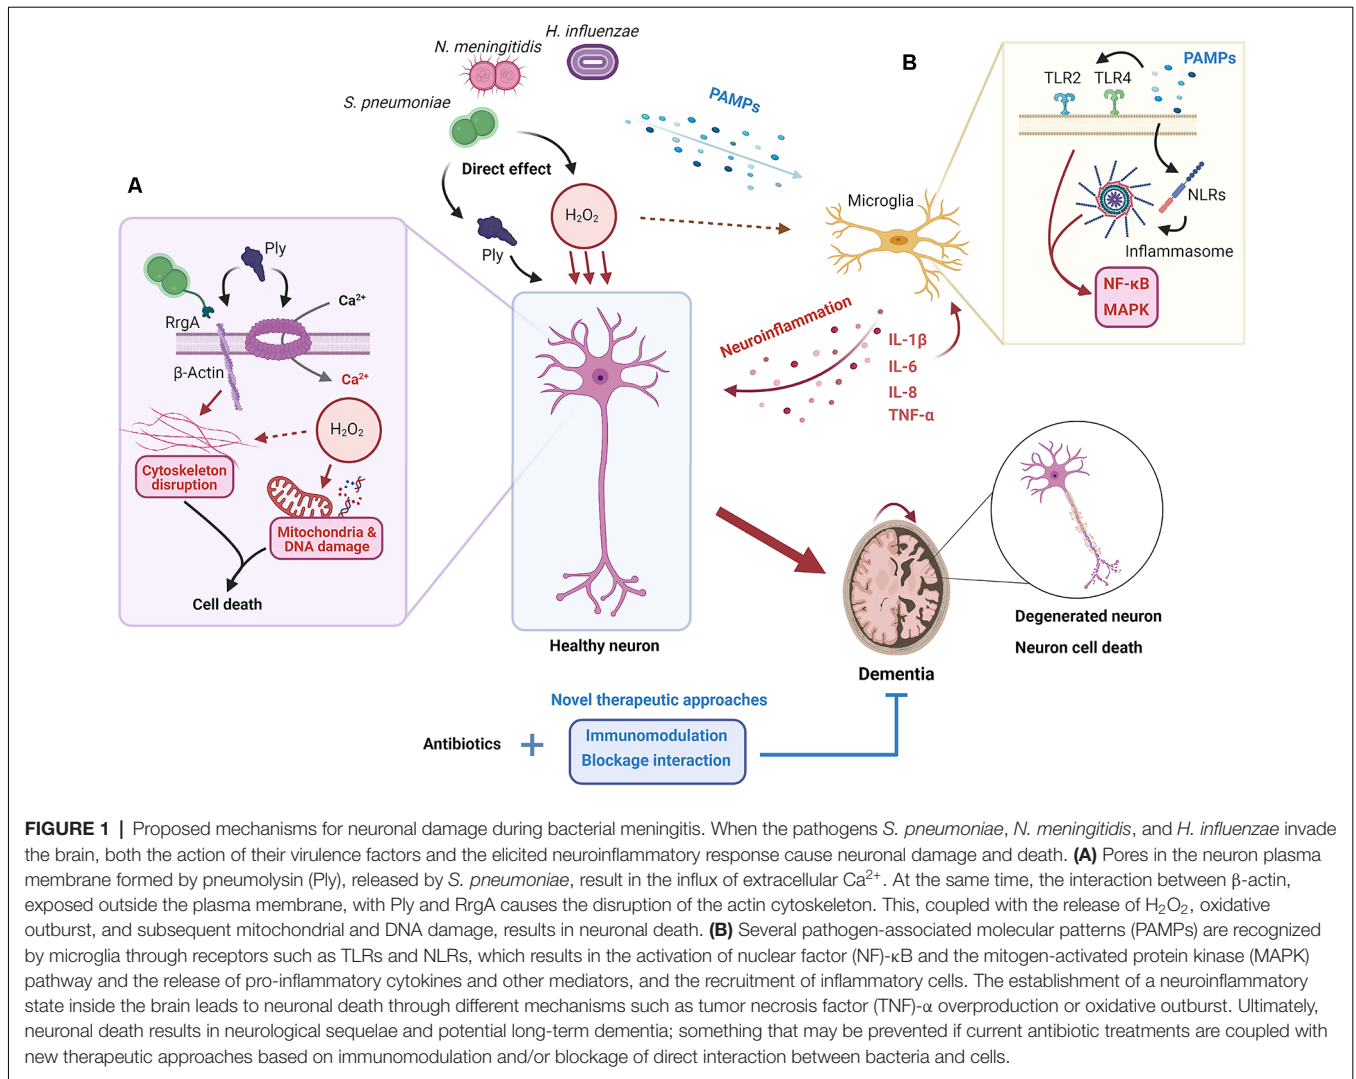 H. influenzae
N. meningitidis
S. pneumoniae
Direct effect
H₂O₂
Ply
PAMPs
Microglia
A
Ply
RrgA
Ca²⁺
β-Actin
Ca²⁺
H₂O₂
Cytoskeleton
disruption
Mitochondria &
DNA damage
Cell death
Healthy neuron
B
PAMPs
TLR2 TLR4
NLRs
Inflammasome
NF-κB
MAPK
Neuroinflammation
IL-1β
IL-6
IL-8
TNF-α
Degenerated neuron
Neuron cell death
Dementia
Novel therapeutic approaches
Antibiotics
+
Immunomodulation
Blockage interaction
FIGURE 1 | Proposed mechanisms for neuronal damage during bacterial meningitis. When the pathogens S. pneumoniae, N. meningitidis, and H. influenzae invade
the brain, both the action of their virulence factors and the elicited neuroinflammatory response cause neuronal damage and death. (A) Pores in the neuron plasma
membrane formed by pneumolysin (Ply), released by S. pneumoniae, result in the influx of extracellular Ca²⁺. At the same time, the interaction between β-actin,
exposed outside the plasma membrane, with Ply and RrgA causes the disruption of the actin cytoskeleton. This, coupled with the release of H₂O₂, oxidative
outburst, and subsequent mitochondrial and DNA damage, results in neuronal death. (B) Several pathogen-associated molecular patterns (PAMPs) are recognized
by microglia through receptors such as TLRs and NLRs, which results in the activation of nuclear factor (NF)-κB and the mitogen-activated protein kinase (MAPK)
pathway and the release of pro-inflammatory cytokines and other mediators, and the recruitment of inflammatory cells. The establishment of a neuroinflammatory
state inside the brain leads to neuronal death through different mechanisms such as tumor necrosis factor (TNF)-α overproduction or oxidative outburst. Ultimately,
neuronal death results in neurological sequelae and potential long-term dementia; something that may be prevented if current antibiotic treatments are coupled with
new therapeutic approaches based on immunomodulation and/or blockage of direct interaction between bacteria and cells.